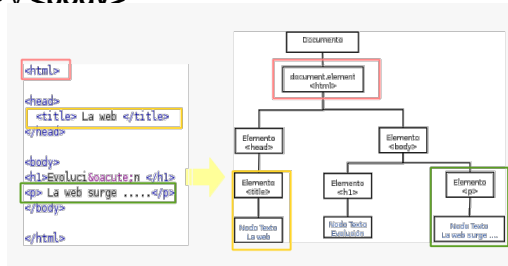 y <body>
<html>
<head>
<title> La web </title>
</head>
<body>
<h1>Evoluci&oacute;n </h1>
<p> La web surge .....</p>
</body>
</html>
Documento
document.element
<html>
Elemento
<head>
Elemento
<body>
Elemento
<title>
Elemento
<h1>
Elemento
<p>
Nodo Texto
La web
Nodo Texto
Evolución
Nodo Texto
La web surge ....